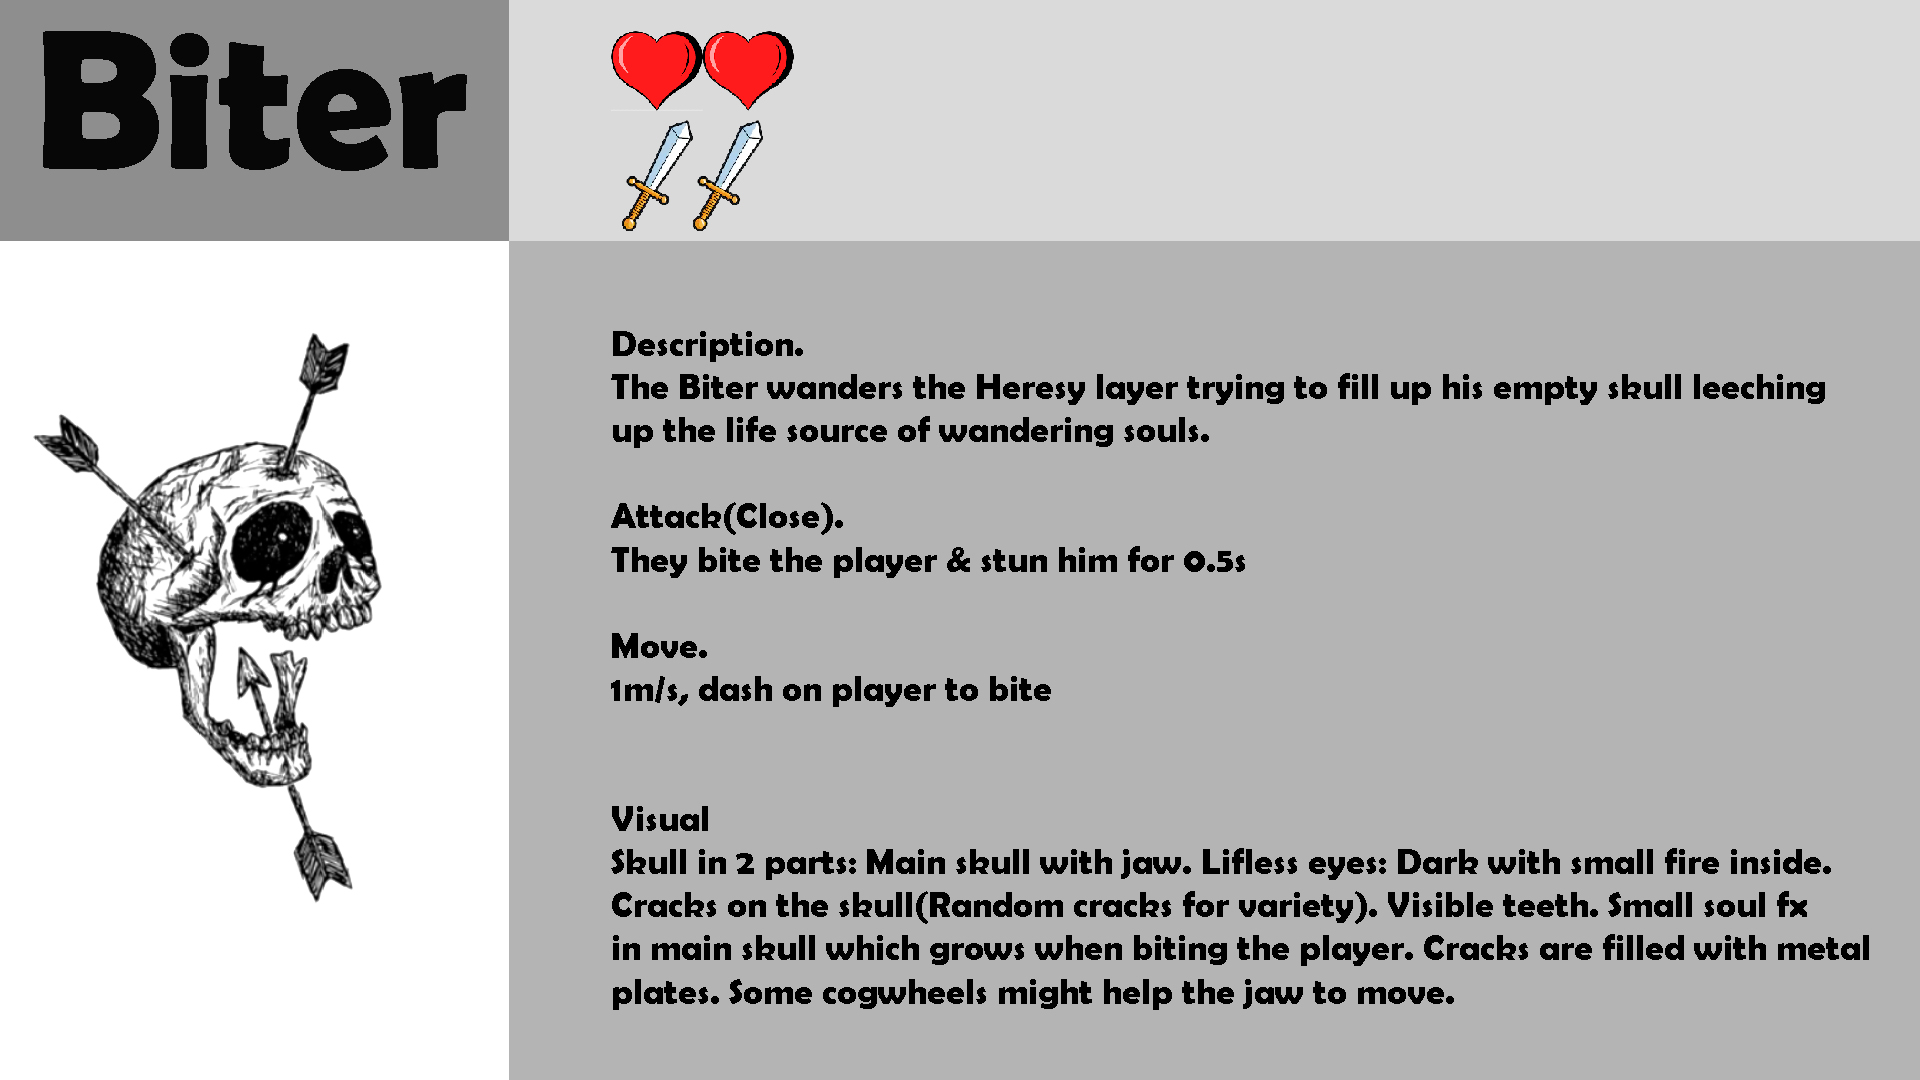 Biter
Description.
The Biter wanders the Heresy layer trying to fill up his empty skull leeching
up the life source of wandering souls.
Attack(Close).
They bite the player & stun him for 0.5s
Move.
1m/s, dash on player to bite
Visual
Skull in 2 parts: Main skull with jaw. Lifless eyes: Dark with small fire inside.
Cracks on the skull(Random cracks for variety). Visible teeth. Small soul fx
in main skull which grows when biting the player. Cracks are filled with metal
plates. Some cogwheels might help the jaw to move.